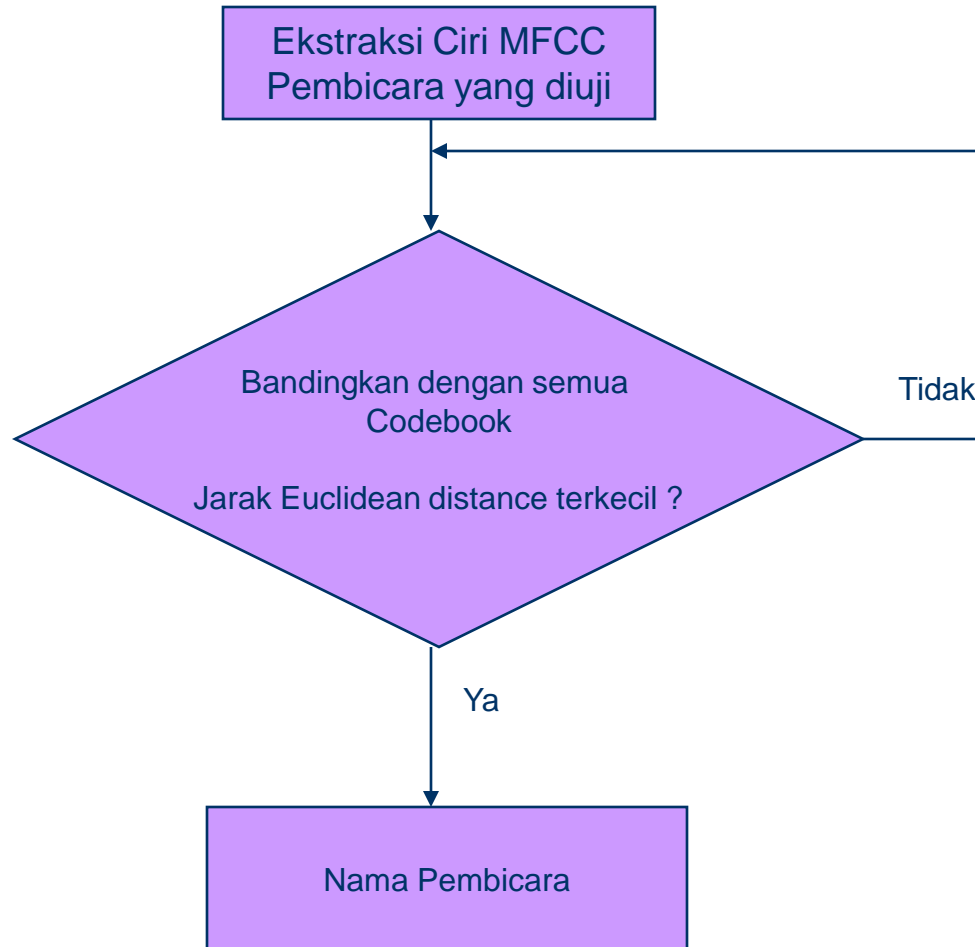 Ekstraksi Ciri MFCC
Pembicara yang diuji
Bandingkan dengan semua
Codebook
Jarak Euclidean distance terkecil ?
Tidak
Ya
Nama Pembicara